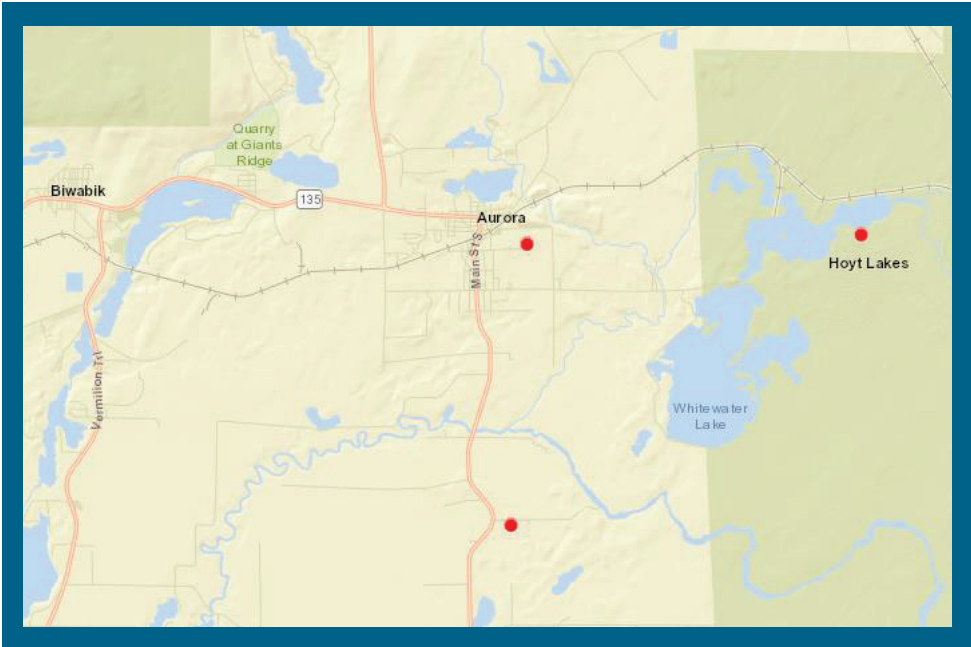 Quarry
at Giants
Ridge
Biwabik
135
Aurora
Main St S
Hoyt Lakes
Vermilion Trl
Whitewater
Lake